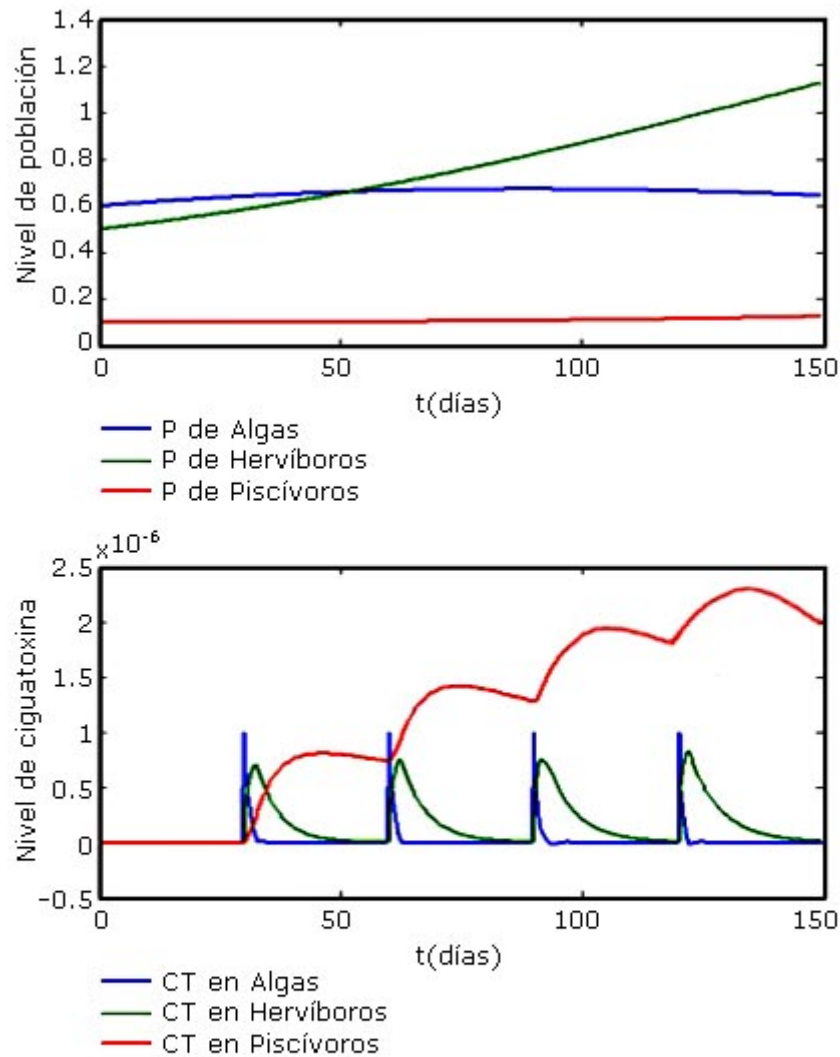 1.4
1.2
1
0.8
0.6
0.4
0.2
0
Nivel de población
0 50 100 150
t(días)
P de Algas
P de Hervíboros
P de Piscívoros
x10-6
2.5
2
1.5
1
0.5
0
-0.5
Nivel de ciguatoxina
0 50 100 150
t(días)
CT en Algas
CT en Hervíboros
CT en Piscívoros